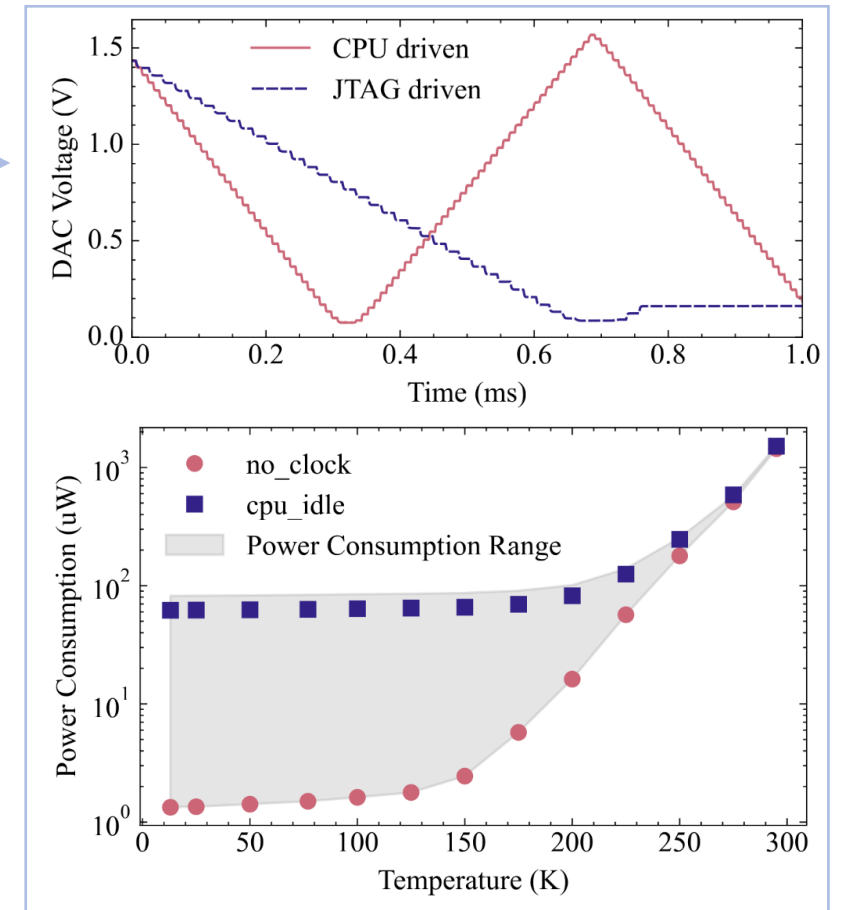 CPU driven
JTAG driven
DAC Voltage (V)
1.5
1.0
0.5
0.0
0.0 0.2 0.4 0.6 0.8 1.0
Time (ms)
no_clock
cpu_idle
Power Consumption Range
Power Consumption (uW)
10³
10²
10¹
10⁰
0 50 100 150 200 250 300
Temperature (K)